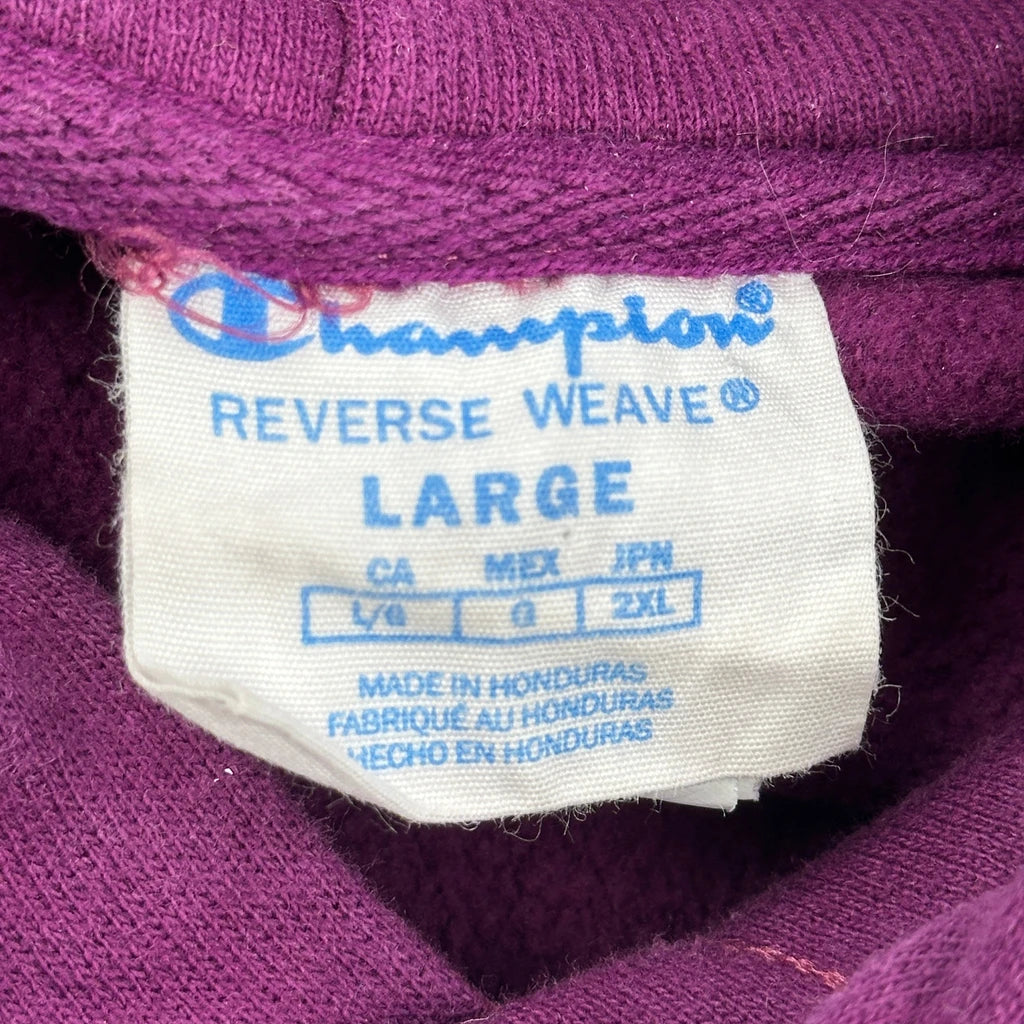 Champion®
REVERSE WEAVE®
LARGE
CA MEX JPN
L/G G 2XL
MADE IN HONDURAS
FABRIQUÉ AU HONDURAS
HECHO EN HONDURAS